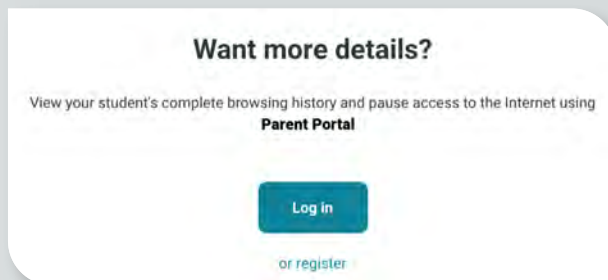 Want more details?
View your student's complete browsing history and pause access to the Internet using
Parent Portal
Log in
or register